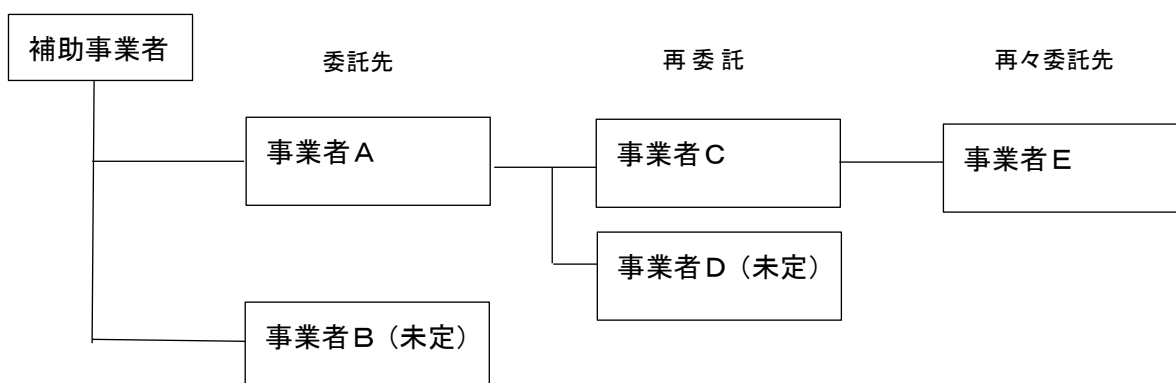 補助事業者
委託先
再委託
再々委託先
事業者A
事業者C
事業者E
事業者D（未定）
事業者B（未定）